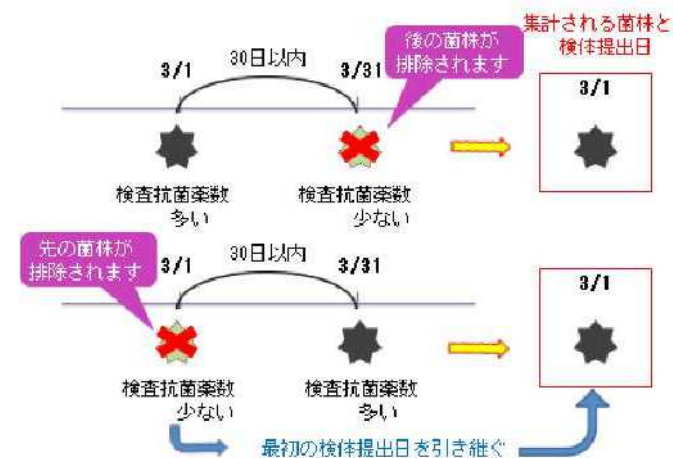 集計される菌株と
検体提出日
後の菌株が
排除されます
30日以内
3/1
3/31
3/1
検査抗菌薬数
多い
検査抗菌薬数
少ない
先の菌株が
排除されます
30日以内
3/1
3/31
3/1
検査抗菌薬数
少ない
検査抗菌薬数
多い
最初の検体提出日を引き継ぐ